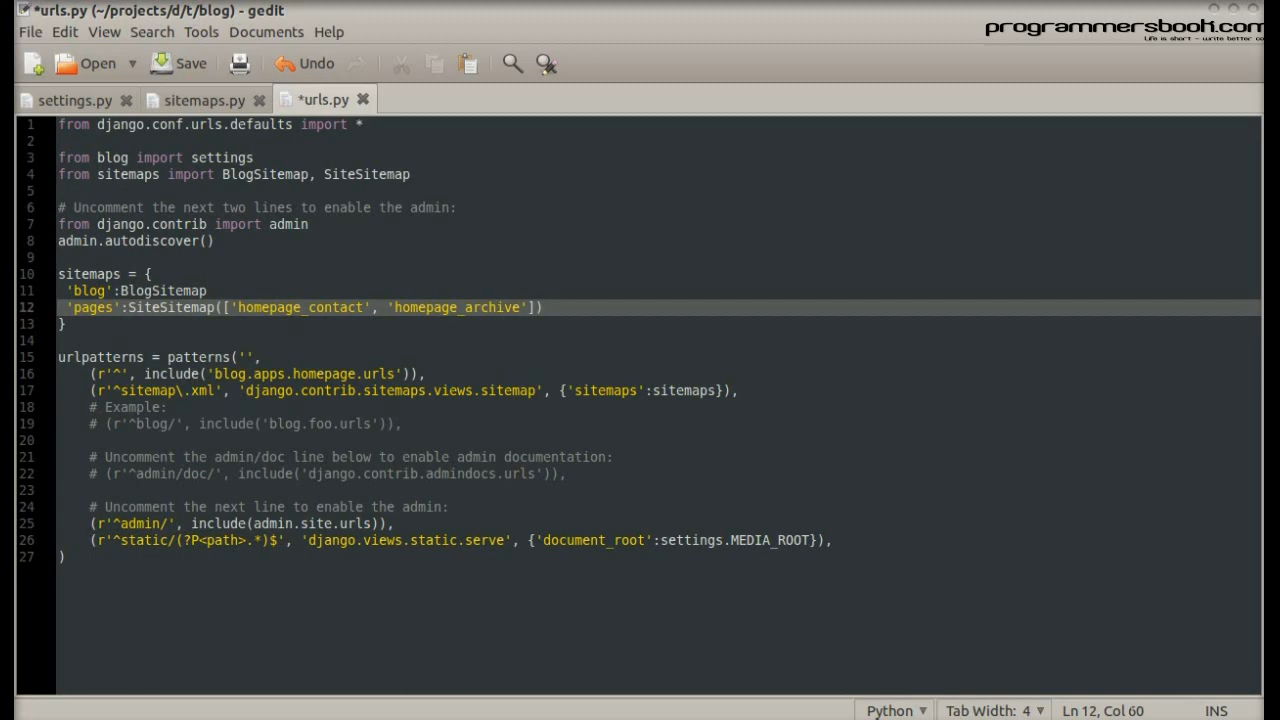 *urls.py (~/projects/d/t/blog) - gedit
File Edit View Search Tools Documents Help
programmersbook.com
Life is short - write better co
Open Save Undo
settings.py sitemaps.py *urls.py
1 from django.conf.urls.defaults import *
2
3 from blog import settings
4 from sitemaps import BlogSitemap, SiteSitemap
5
6 # Uncomment the next two lines to enable the admin:
7 from django.contrib import admin
8 admin.autodiscover()
9
10 sitemaps = {
11 'blog':BlogSitemap
12 'pages':SiteSitemap(['homepage_contact', 'homepage_archive'])
13 }
14
15 urlpatterns = patterns('',
16 (r'^', include('blog.apps.homepage.urls')),
17 (r'^sitemap\.xml', 'django.contrib.sitemaps.views.sitemap', {'sitemaps':sitemaps}),
18 # Example:
19 # (r'^blog/', include('blog.foo.urls')),
20
21 # Uncomment the admin/doc line below to enable admin documentation:
22 # (r'^admin/doc/', include('django.contrib.admindocs.urls')),
23
24 # Uncomment the next line to enable the admin:
25 (r'^admin/', include(admin.site.urls)),
26 (r'^static/(?P<path>.*)$', 'django.views.static.serve', {'document_root':settings.MEDIA_ROOT}),
27 )
Python Tab Width: 4 Ln 12, Col 60 INS